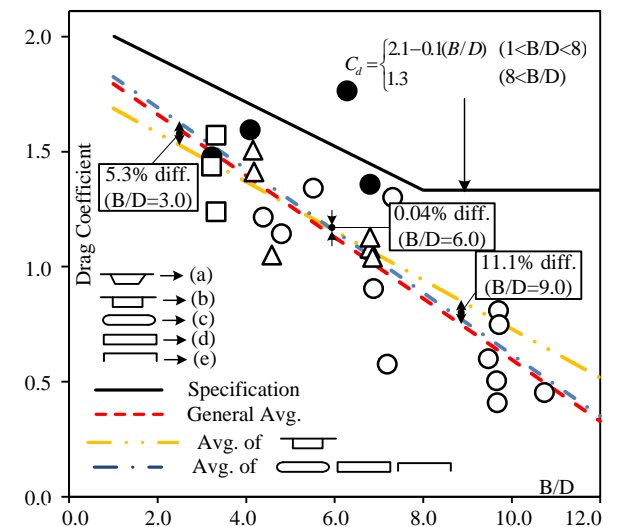 2.0
1.5
1.0
0.5
0.0
Drag Coefficient
C_d = { 2.1−0.1(B/D) (1<B/D<8)
1.3 (8<B/D)
5.3% diff.
(B/D=3.0)
0.04% diff.
(B/D=6.0)
11.1% diff.
(B/D=9.0)
(a)
(b)
(c)
(d)
(e)
Specification
General Avg.
Avg. of
Avg. of
B/D
0.0 2.0 4.0 6.0 8.0 10.0 12.0